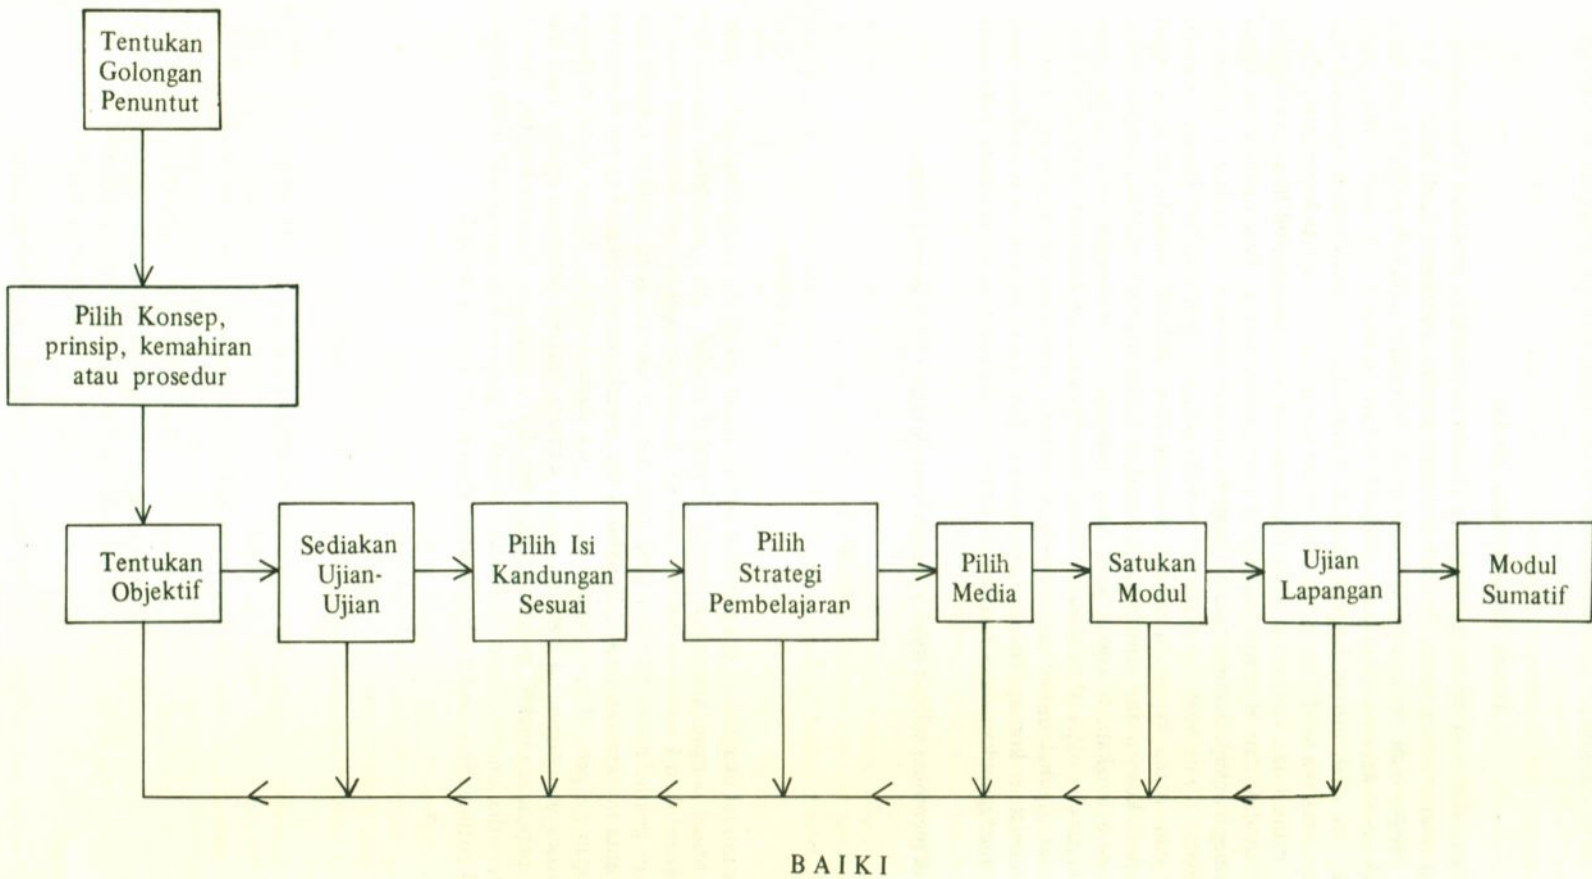 Tentukan
Golongan
Penuntut
Pilih Konsep,
prinsip, kemahiran
atau prosedur
Tentukan
Objektif
Sediakan
Ujian-
Ujian
Pilih Isi
Kandungan
Sesuai
Pilih
Strategi
Pembelajaran
Pilih
Media
Satukan
Modul
Ujian
Lapangan
Modul
Sumatif
BAIKI